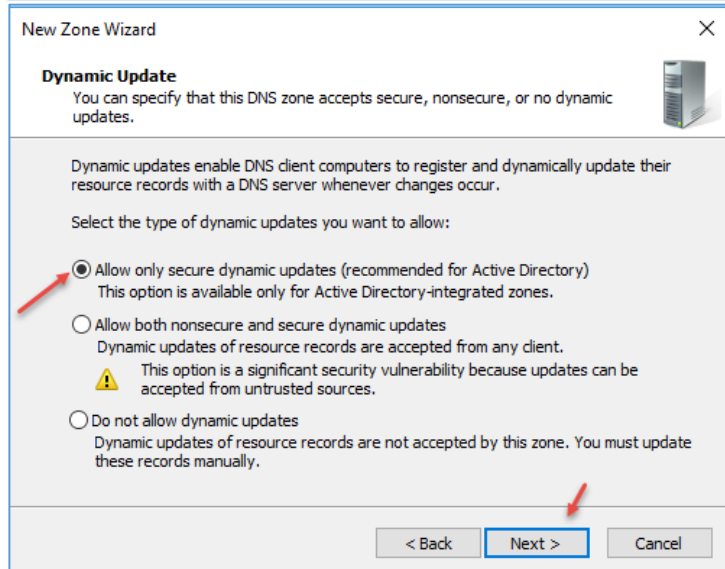 New Zone Wizard
Dynamic Update
You can specify that this DNS zone accepts secure, nonsecure, or no dynamic
updates.
Dynamic updates enable DNS client computers to register and dynamically update their
resource records with a DNS server whenever changes occur.
Select the type of dynamic updates you want to allow:
Allow only secure dynamic updates (recommended for Active Directory)
This option is available only for Active Directory-integrated zones.
Allow both nonsecure and secure dynamic updates
Dynamic updates of resource records are accepted from any client.
This option is a significant security vulnerability because updates can be
accepted from untrusted sources.
Do not allow dynamic updates
Dynamic updates of resource records are not accepted by this zone. You must update
these records manually.
< Back Next > Cancel